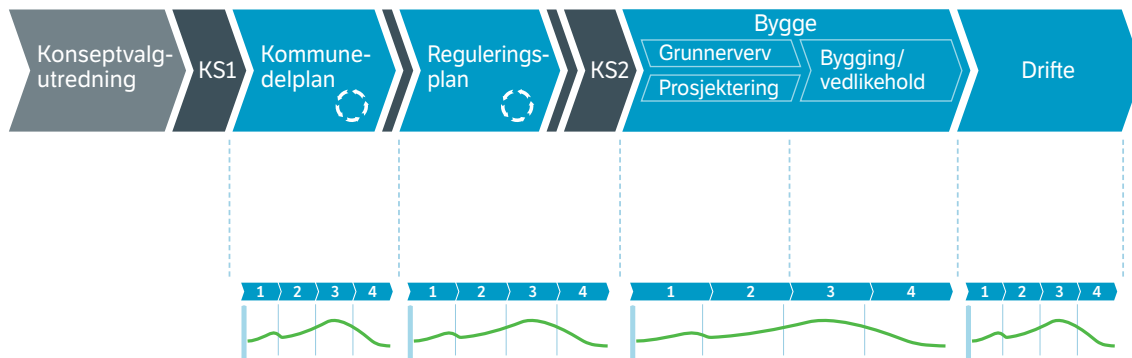 Konseptvalg-
utredning
KS1
Kommune-
delplan
Regulerings-
plan
KS2
Bygge
Grunnerverv
Prosjektering
Bygging/
vedlikehold
Drifte
1 2 3 4
1 2 3 4
1 2 3 4
1 2 3 4